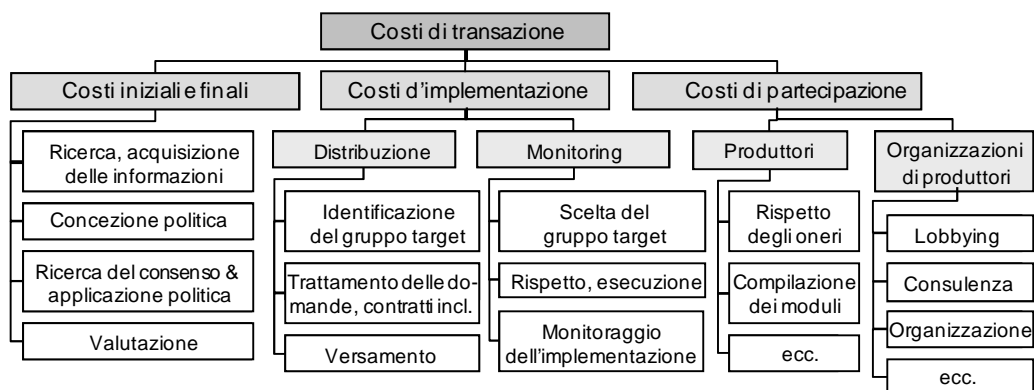 Costi di transazione
Costi iniziali e finali
Costi d'implementazione
Costi di partecipazione
Ricerca, acquisizione
delle informazioni
Concezione politica
Ricerca del consenso &
applicazione politica
Valutazione
Distribuzione
Identificazione
del gruppo target
Trattamento delle do-
mande, contratti incl.
Versamento
Monitoring
Scelta del
gruppo target
Rispetto, esecuzione
Monitoraggio
dell'implementazione
Produttori
Rispetto
degli oneri
Compilazione
dei moduli
ecc.
Organizzazioni
di produttori
Lobbying
Consulenza
Organizzazione
ecc.